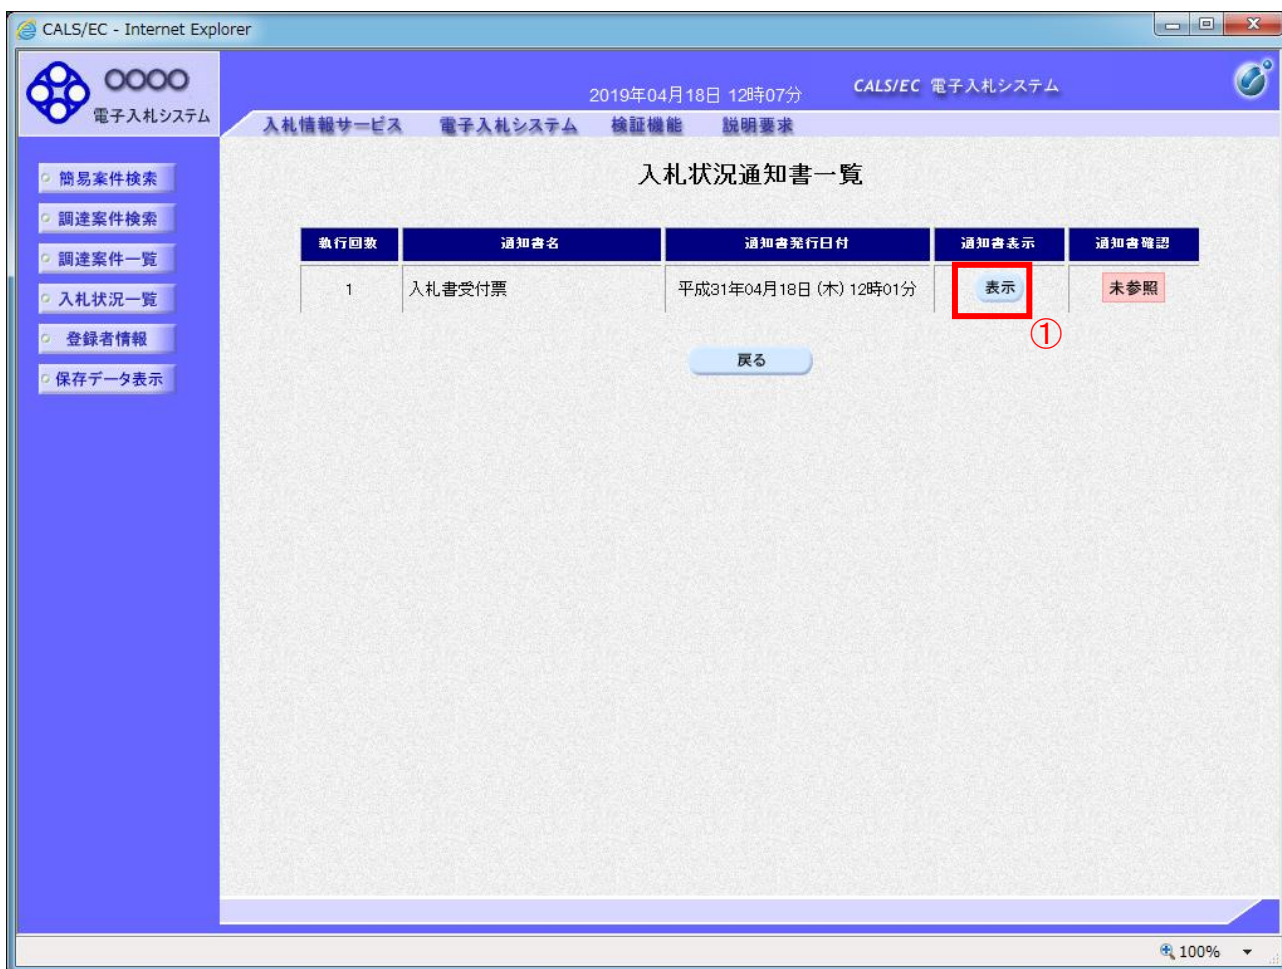 CALS/EC - Internet Explorer
○○○○
電子入札システム
2019年04月18日 12時07分
CALS/EC 電子入札システム
入札情報サービス 電子入札システム 検証機能 説明要求
簡易案件検索
調達案件検索
調達案件一覧
入札状況一覧
登録者情報
保存データ表示
入札状況通知書一覧
執行回数 通知書名 通知書発行日付 通知書表示 通知書確認
1 入札書受付票 平成31年04月18日 (木) 12時01分 表示 未参照
①
戻る
100%